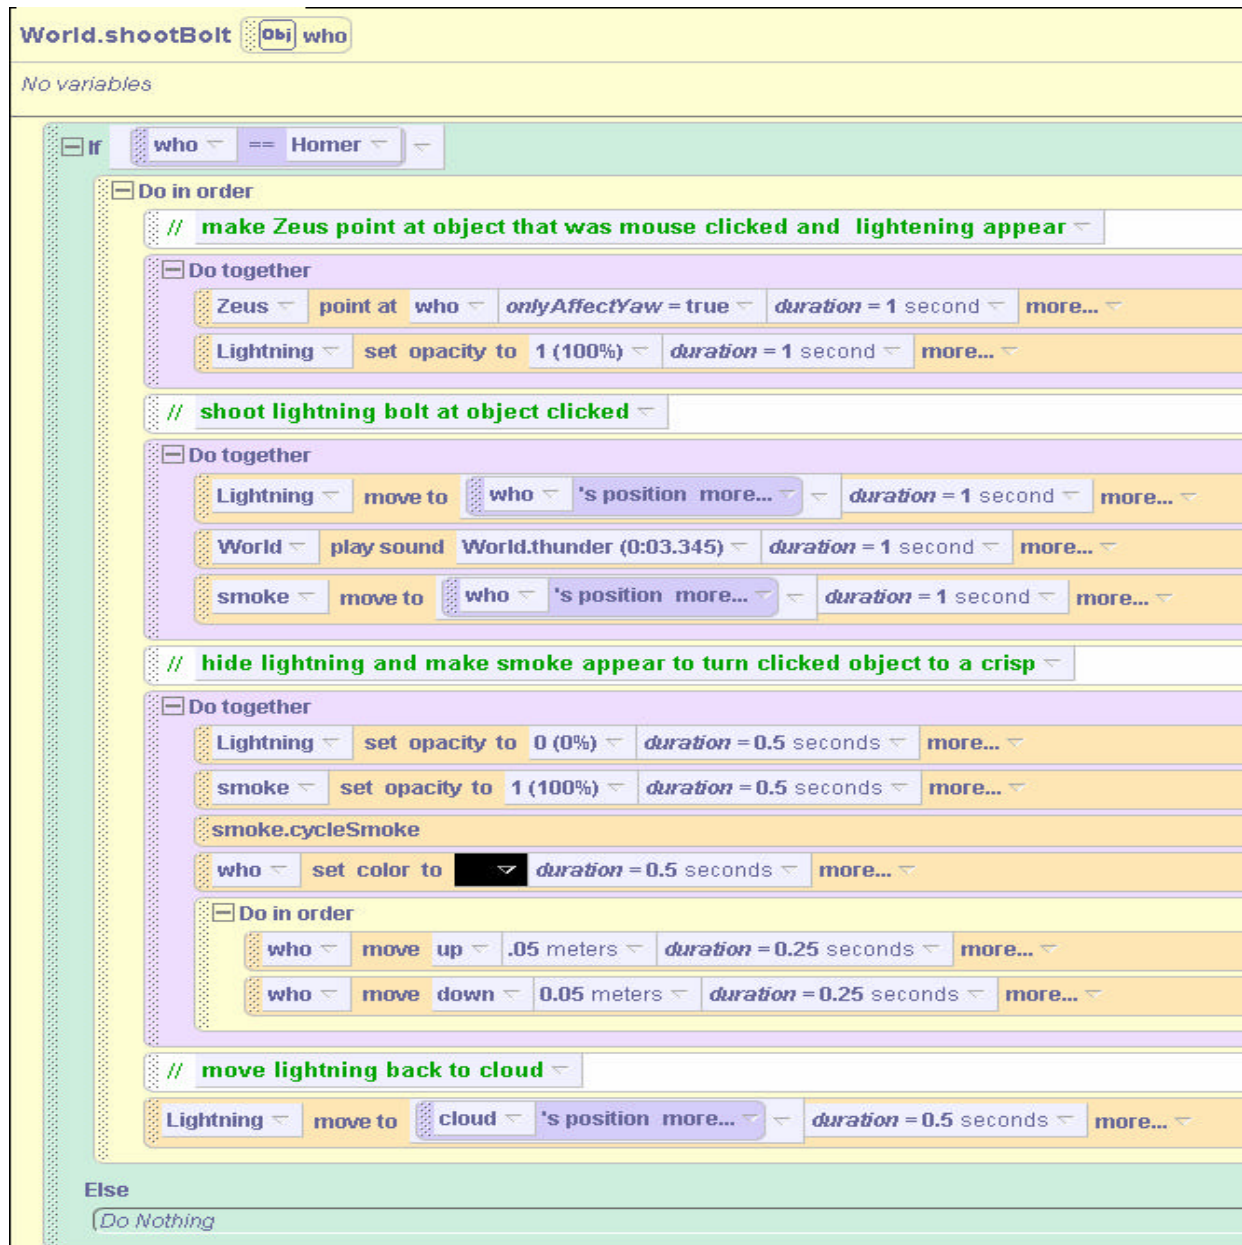 World.shootBolt Obj who
No variables
If who == Homer
Do in order
// make Zeus point at object that was mouse clicked and lightening appear
Do together
Zeus point at who onlyAffectYaw = true duration = 1 second more...
Lightning set opacity to 1 (100%) duration = 1 second more...
// shoot lightning bolt at object clicked
Do together
Lightning move to who 's position more... duration = 1 second more...
World play sound World.thunder (0:03.345) duration = 1 second more...
smoke move to who 's position more... duration = 1 second more...
// hide lightning and make smoke appear to turn clicked object to a crisp
Do together
Lightning set opacity to 0 (0%) duration = 0.5 seconds more...
smoke set opacity to 1 (100%) duration = 0.5 seconds more...
smoke.cycleSmoke
who set color to duration = 0.5 seconds more...
Do in order
who move up .05 meters duration = 0.25 seconds more...
who move down 0.05 meters duration = 0.25 seconds more...
// move lightning back to cloud
Lightning move to cloud 's position more... duration = 0.5 seconds more...
Else
(Do Nothing